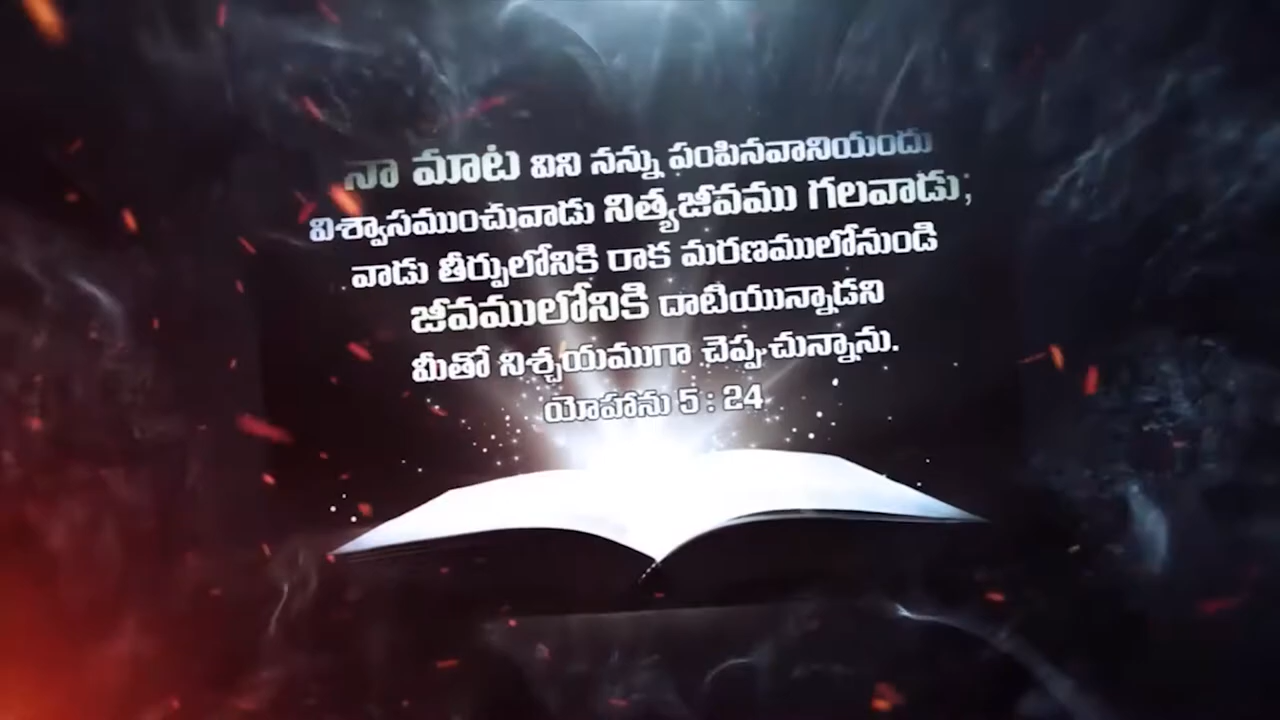 నా మాట విని నన్ను పంపినవానియందు
విశ్వాసముంచువాడు నిత్యజీవము గలవాడు;
వాడు తీర్పులోనికి రాక మరణములోనుండి
జీవములోనికి దాటియున్నాడని
మీతో నిశ్చయముగా చెప్పుచున్నాను.
యోహాను 5 : 24